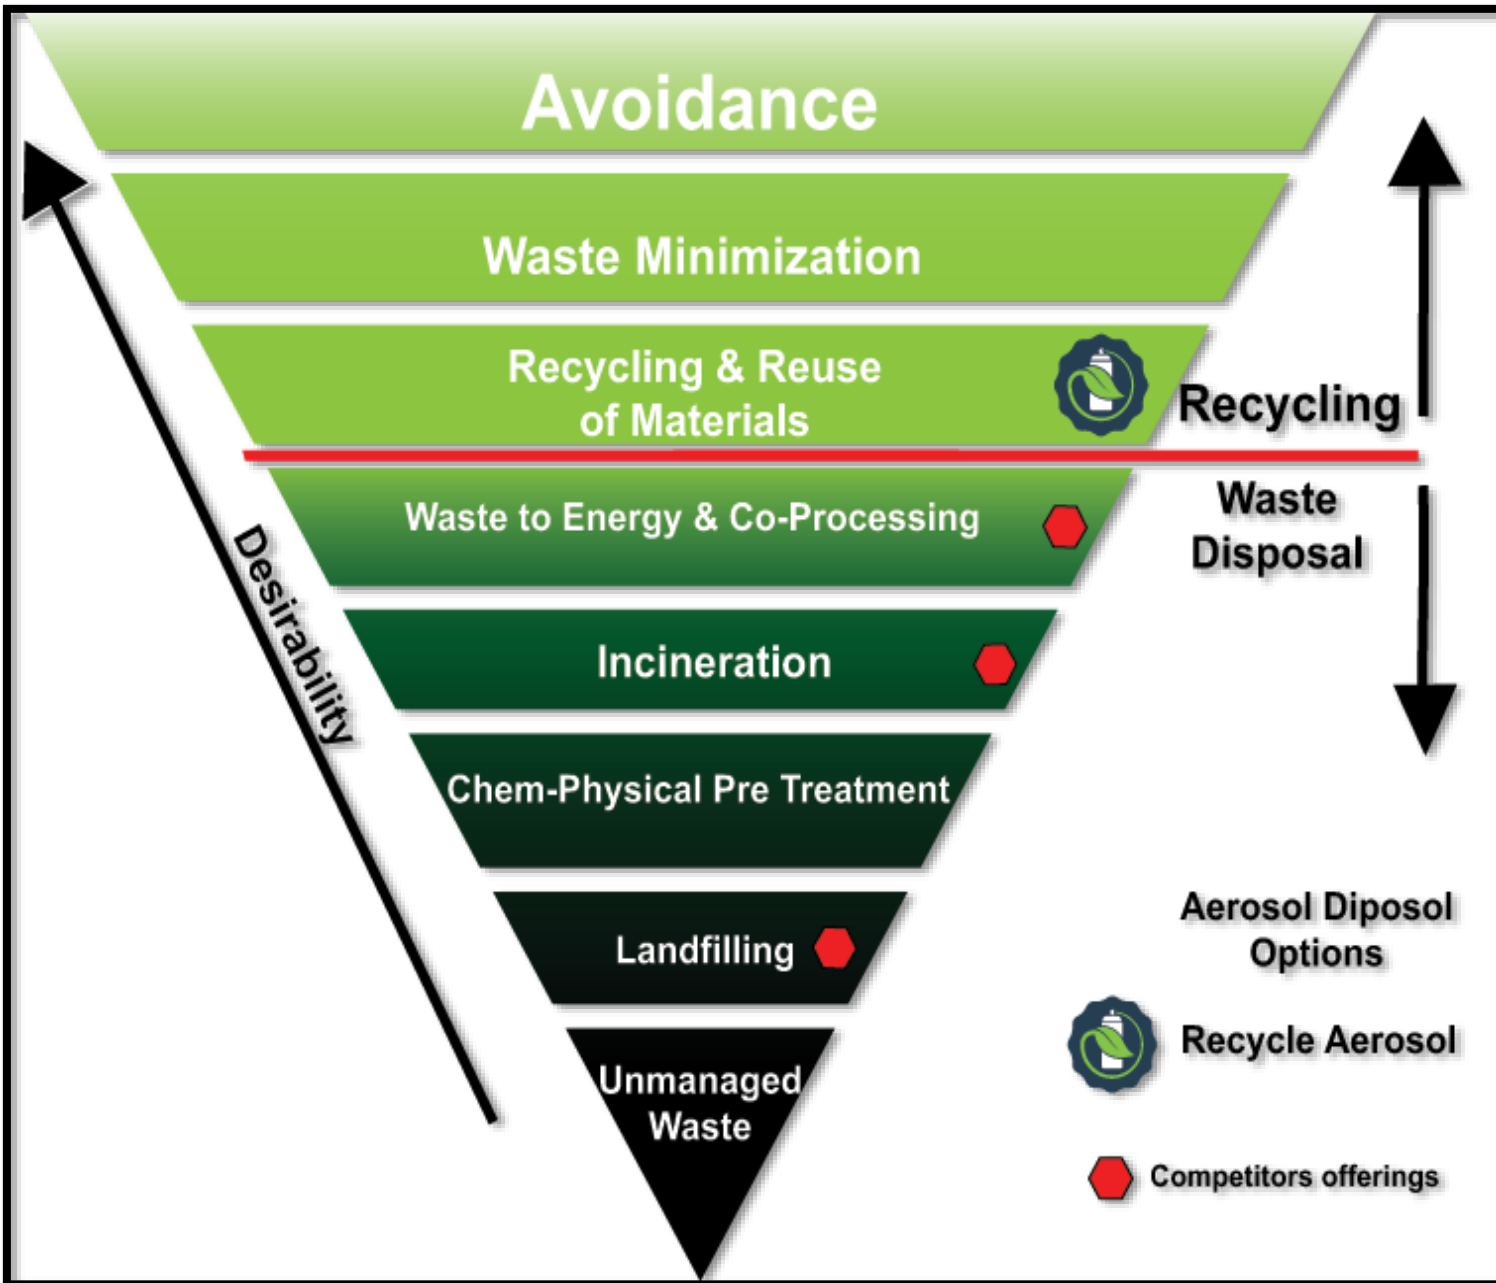 Avoidance
Waste Minimization
Recycling & Reuse
of Materials
Recycling
Waste to Energy & Co-Processing
Waste
Disposal
Desirability
Incineration
Chem-Physical Pre Treatment
Landfilling
Unmanaged
Waste
Aerosol Diposol
Options
Recycle Aerosol
Competitors offerings